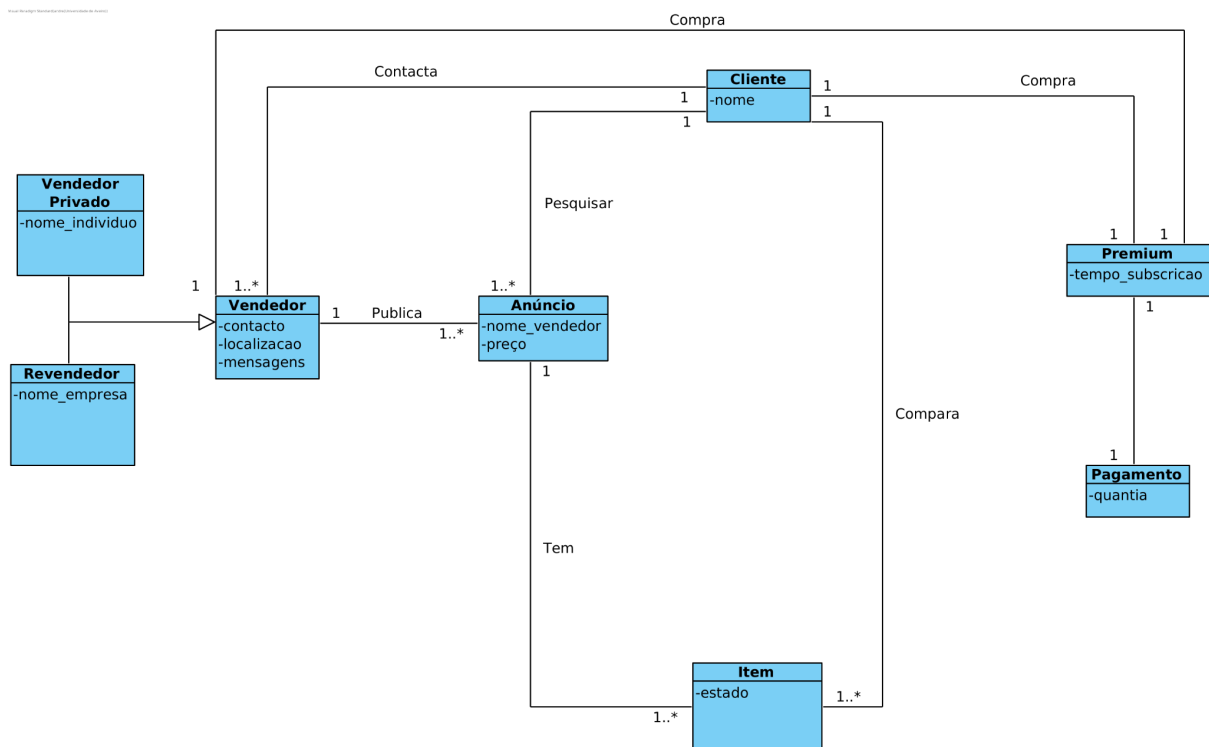 Compra
Contacta
Cliente
-nome
1
1
1
1
Compra
Pesquisar
Vendedor
Privado
-nome_individuo
1
1..*
1..*
1
1
Vendedor
-contacto
-localizacao
-mensagens
1
Publica
1..*
Anúncio
-nome_vendedor
-preço
1
Premium
-tempo_subscricao
1
Revendedor
-nome_empresa
Compara
1
Pagamento
-quantia
Tem
Item
-estado
1..*
1..*